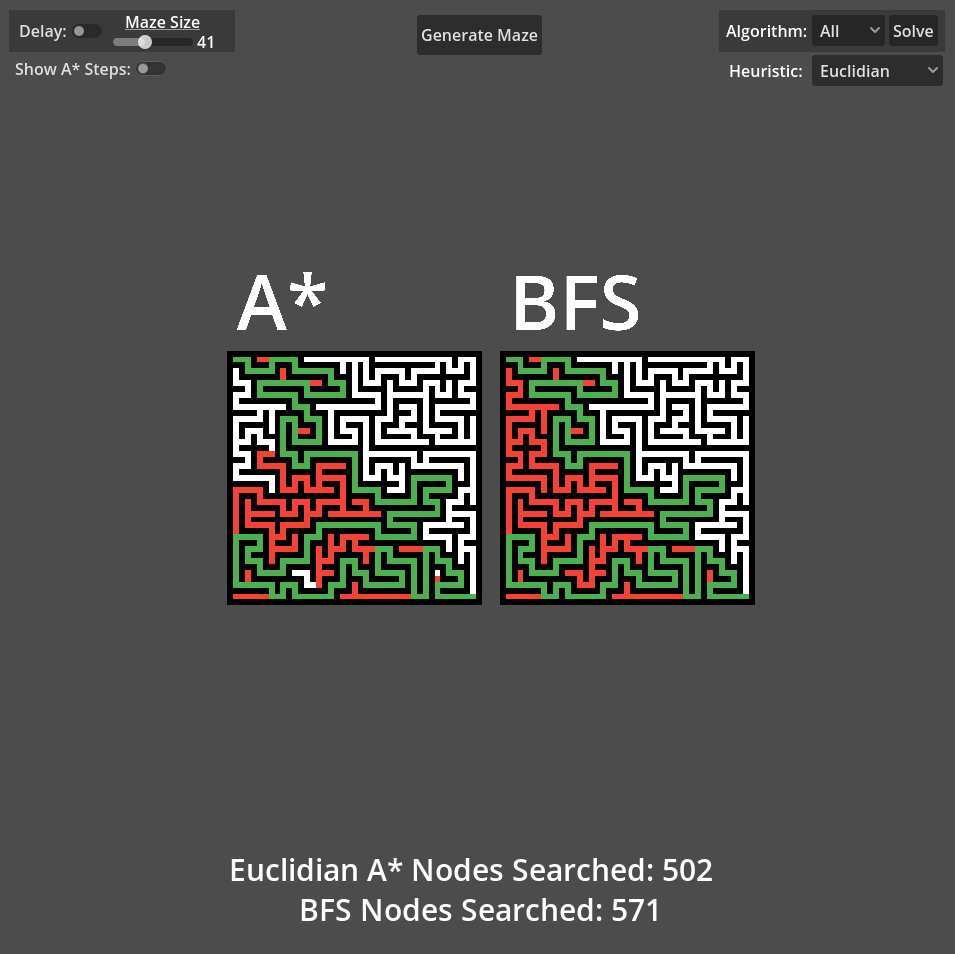 Delay:
Maze Size
41
Show A* Steps:
Generate Maze
Algorithm:
All
Solve
Heuristic:
Euclidian
A*
BFS
Euclidian A* Nodes Searched: 502
BFS Nodes Searched: 571